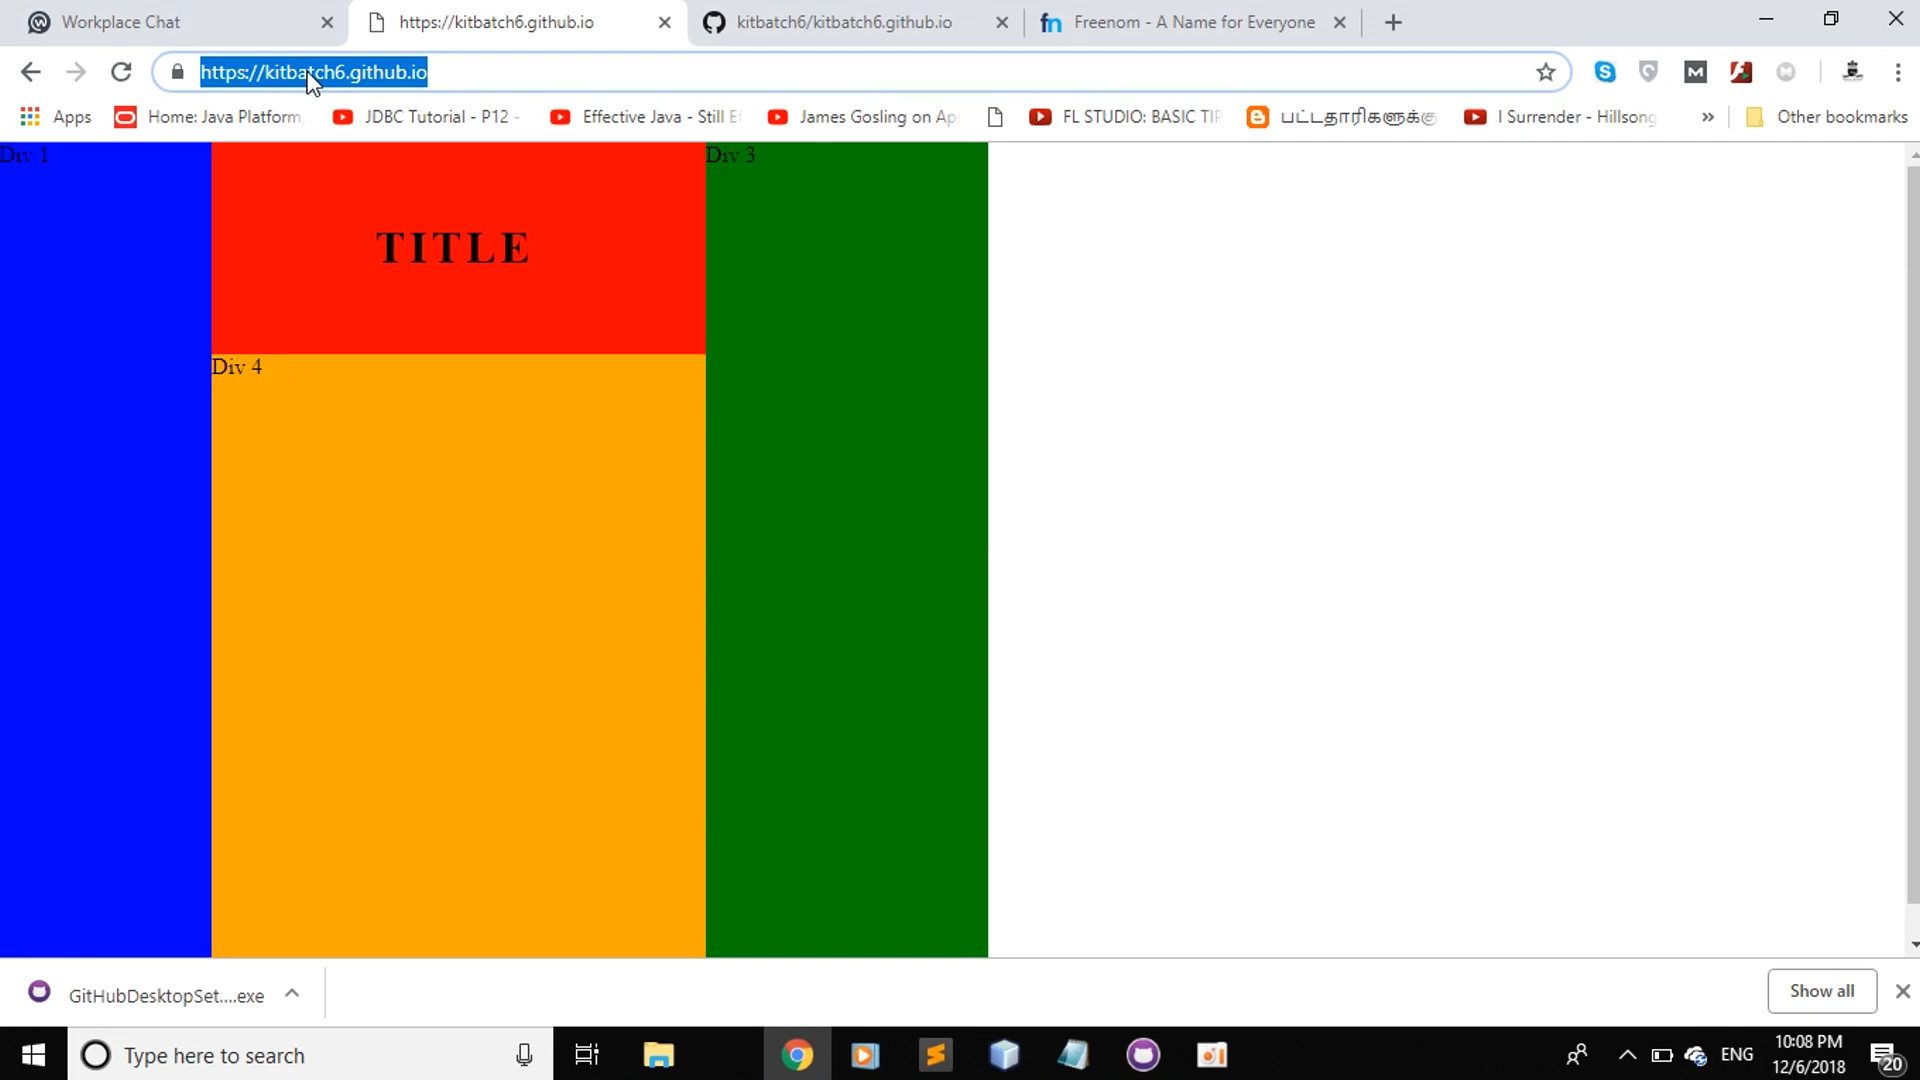 Workplace Chat
https://kitbatch6.github.io
kitbatch6/kitbatch6.github.io
Freenom - A Name for Everyone
https://kitbatch6.github.io
Apps
Home: Java Platform,
JDBC Tutorial - P12 -
Effective Java - Still E
James Gosling on Ap
FL STUDIO: BASIC TIP
பட்டதாரிகளுக்கு
I Surrender - Hillsong
»
Other bookmarks
Div 1
TITLE
Div 3
Div 4
GitHubDesktopSet....exe
Show all
Type here to search
ENG
10:08 PM
12/6/2018
20